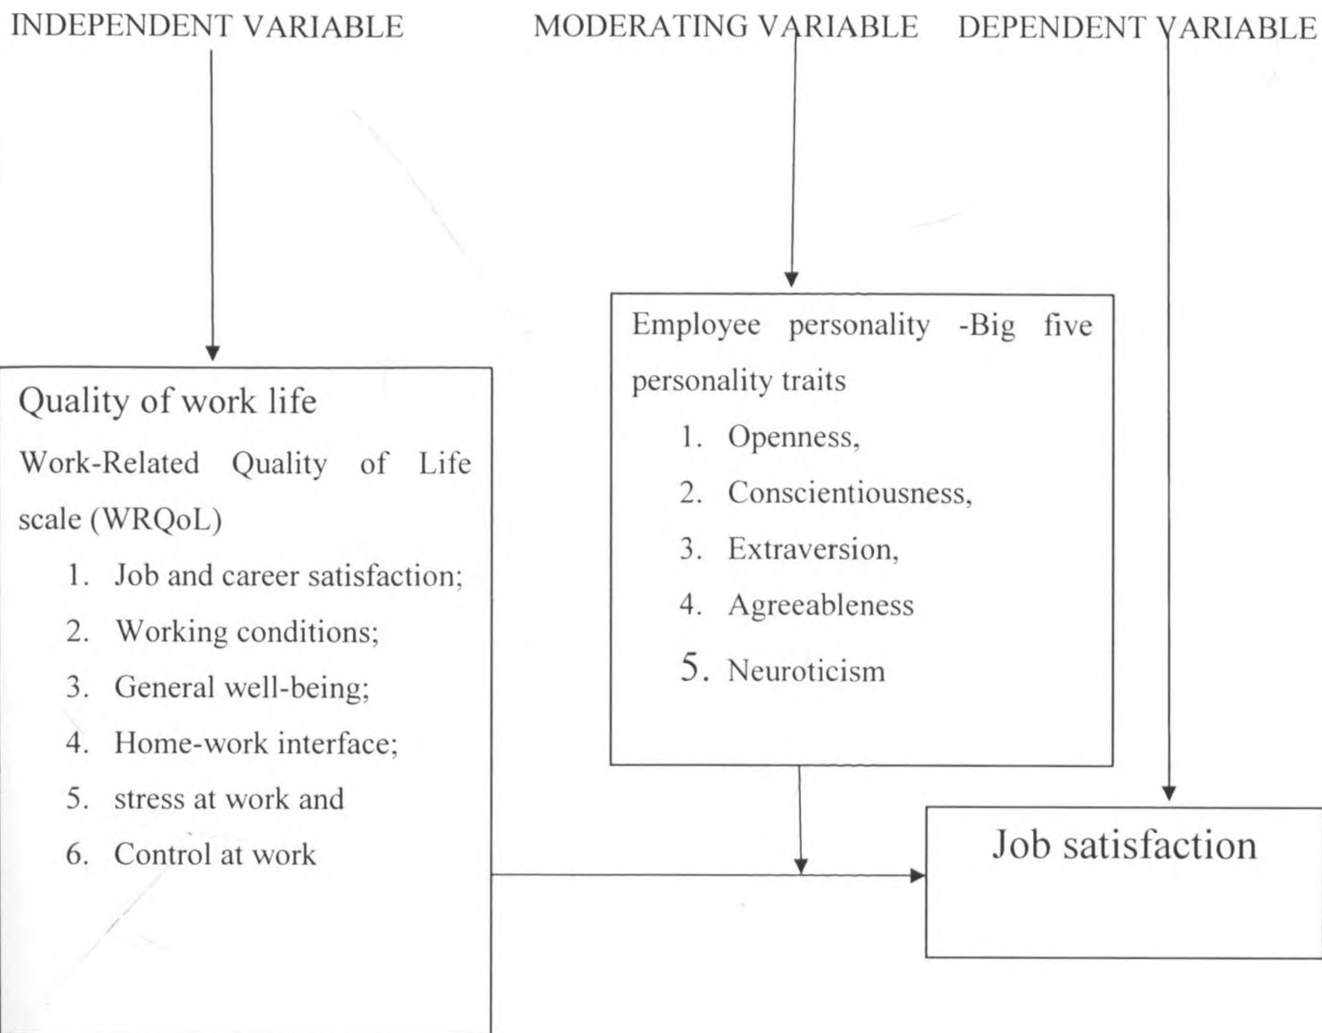 INDEPENDENT VARIABLE
MODERATING VARIABLE
DEPENDENT VARIABLE
Quality of work life
Work-Related Quality of Life
scale (WRQoL)
1. Job and career satisfaction;
2. Working conditions;
3. General well-being;
4. Home-work interface;
5. stress at work and
6. Control at work
Employee personality -Big five
personality traits
1. Openness,
2. Conscientiousness,
3. Extraversion,
4. Agreeableness
5. Neuroticism
Job satisfaction